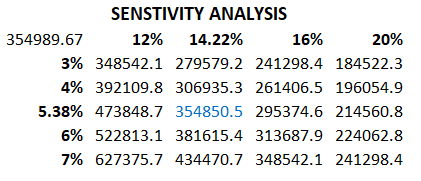 SENSTIVITY ANALYSIS
354989.67 12% 14.22% 16% 20%
3% 348542.1 279579.2 241298.4 184522.3
4% 392109.8 306935.3 261406.5 196054.9
5.38% 473848.7 354850.5 295374.6 214560.8
6% 522813.1 381615.4 313687.9 224062.8
7% 627375.7 434470.7 348542.1 241298.4